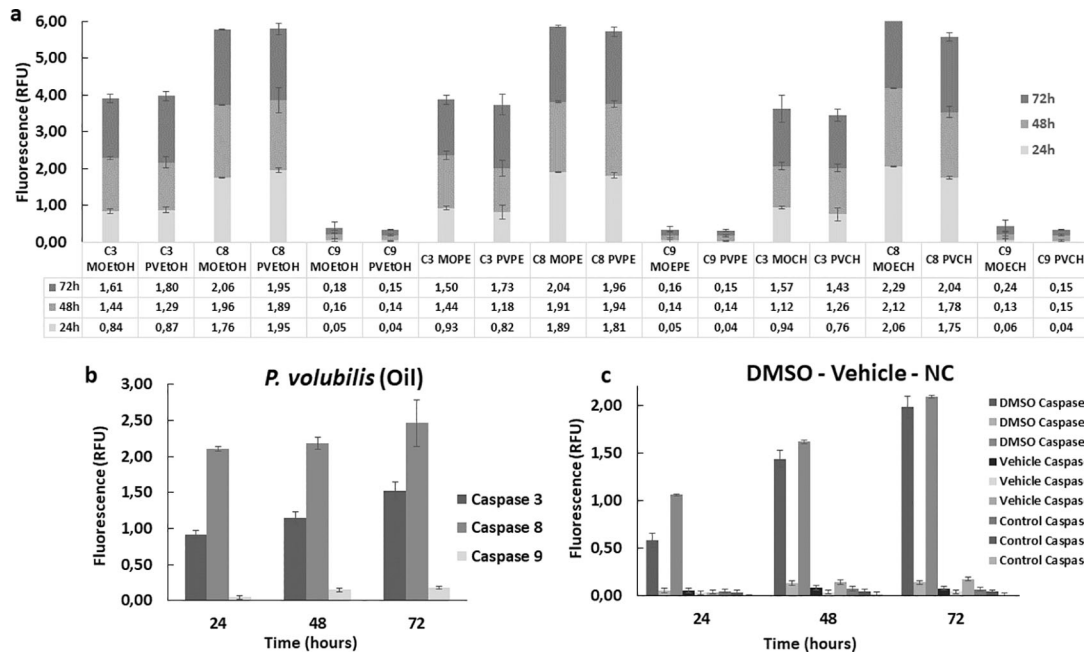 a
6,00
5,00
4,00
3,00
2,00
1,00
0,00
Fluorescence (RFU)
72h
48h
24h
C3 MOEtOH C3 PVEtOH C8 MOEtOH C8 PVEtOH C9 MOEtOH C9 PVEtOH C3 MOPE C3 PVPE C8 MOPE C8 PVPE C9 MOEPE C9 PVPE C3 MOCH C3 PVCH C8 MOECH C8 PVCH C9 MOECH C9 PVCH
72h 1,61 1,80 2,06 1,95 0,18 0,15 1,50 1,73 2,04 1,96 0,16 0,15 1,57 1,43 2,29 2,04 0,24 0,15
48h 1,44 1,29 1,96 1,89 0,16 0,14 1,44 1,18 1,91 1,94 0,14 0,14 1,12 1,26 2,12 1,78 0,13 0,15
24h 0,84 0,87 1,76 1,95 0,05 0,04 0,93 0,82 1,89 1,81 0,05 0,04 0,94 0,76 2,06 1,75 0,06 0,04
b
P. volubilis (Oil)
3,00
2,50
2,00
1,50
1,00
0,50
0,00
Fluorescence (RFU)
24 48 72
Time (hours)
Caspase 3
Caspase 8
Caspase 9
c
DMSO - Vehicle - NC
2,00
1,50
1,00
0,50
0,00
Fluorescence (RFU)
24 48 72
Time (hours)
DMSO Caspase
DMSO Caspase
DMSO Caspase
Vehicle Caspas
Vehicle Caspas
Vehicle Caspas
Control Caspas
Control Caspas
Control Caspas